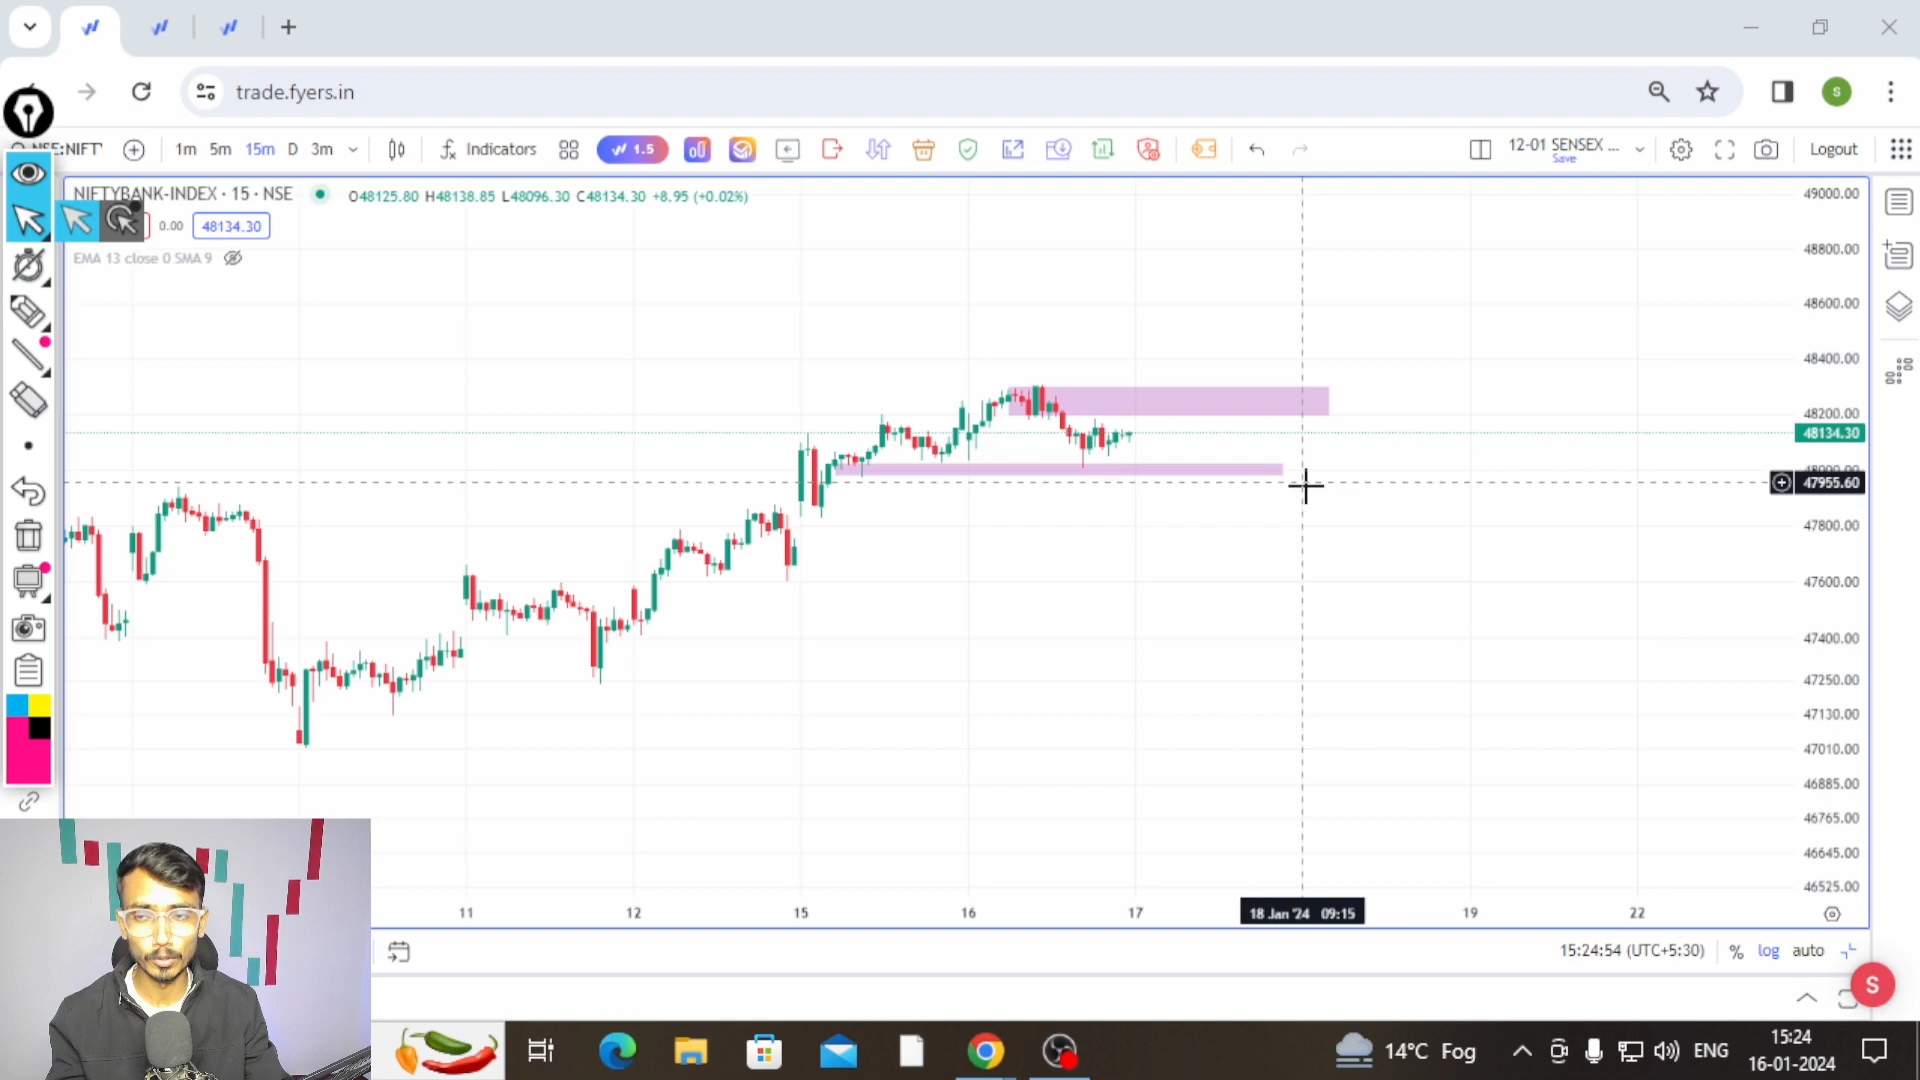 trade.fyers.in
S
NSE:NIFTY
1m 5m 15m D 3m
Indicators
1.5
12-01 SENSEX ...
Save
Logout
NIFTYBANK-INDEX · 15 · NSE
O48125.80 H48138.85 L48096.30 C48134.30 +8.95 (+0.02%)
0.00 48134.30
EMA 13 close 0 SMA 9
49000.00
48800.00
48600.00
48400.00
48200.00
48134.30
48000.00
47955.60
47800.00
47600.00
47400.00
47250.00
47130.00
47010.00
46885.00
46765.00
46645.00
46525.00
11 12 15 16 17 18 Jan '24 09:15 19 22
15:24:54 (UTC+5:30) % log auto
S
14°C Fog
ENG
15:24
16-01-2024